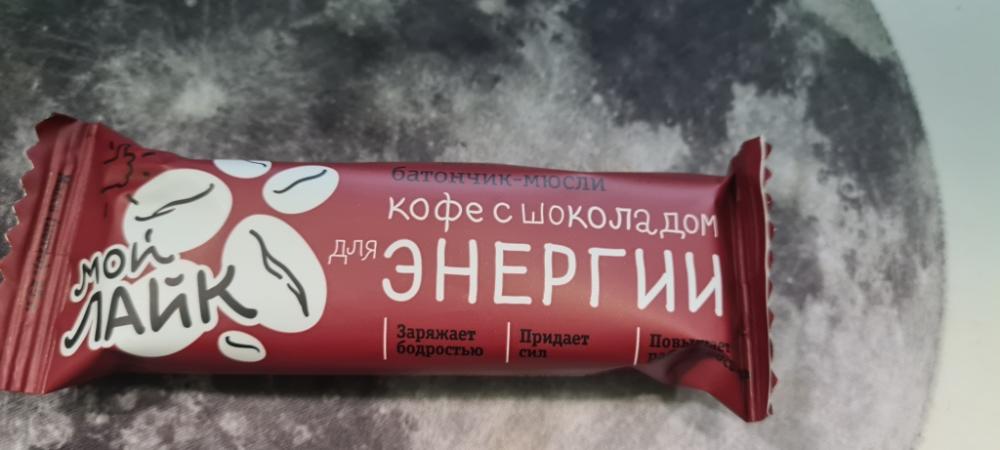 мой
ЛАЙК
батончик-мюсли
кофе с шоколадом
для
ЭНЕРГИИ
Заряжает
бодростью
Придает
сил